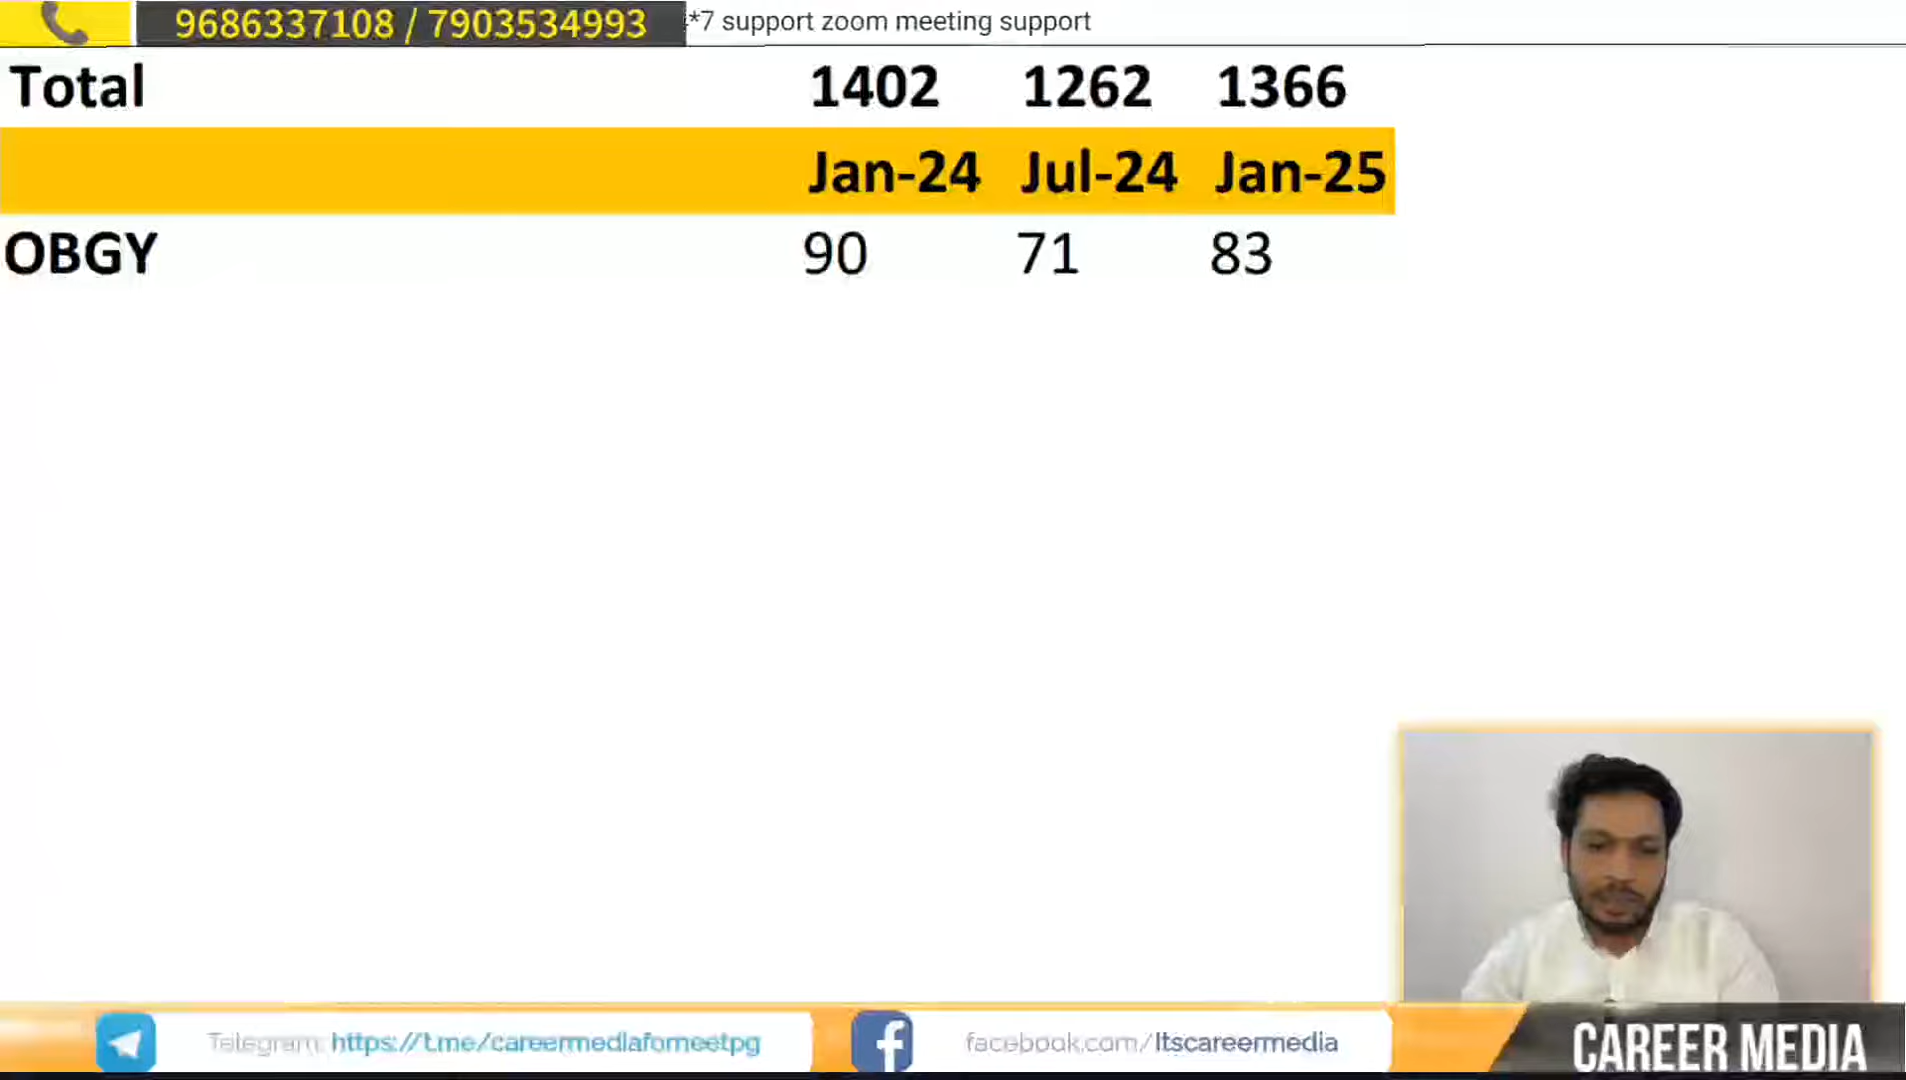 9686337108 / 7903534993 *7 support zoom meeting support
Total 1402 1262 1366
Jan-24 Jul-24 Jan-25
OBGY 90 71 83
Telegram: https://t.me/careermediaforneetpg facebook.com/Itscareermedia CAREER MEDIA